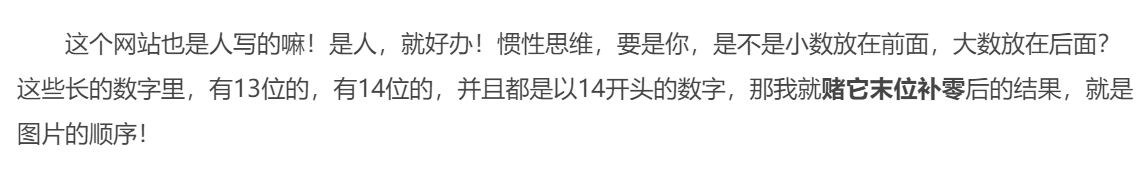 这个网站也是人写的嘛！是人，就好办！惯性思维，要是你，是不是小数放在前面，大数放在后面？
这些长的数字里，有13位的，有14位的，并且都是以14开头的数字，那我就赌它末位补零后的结果，就是
图片的顺序！